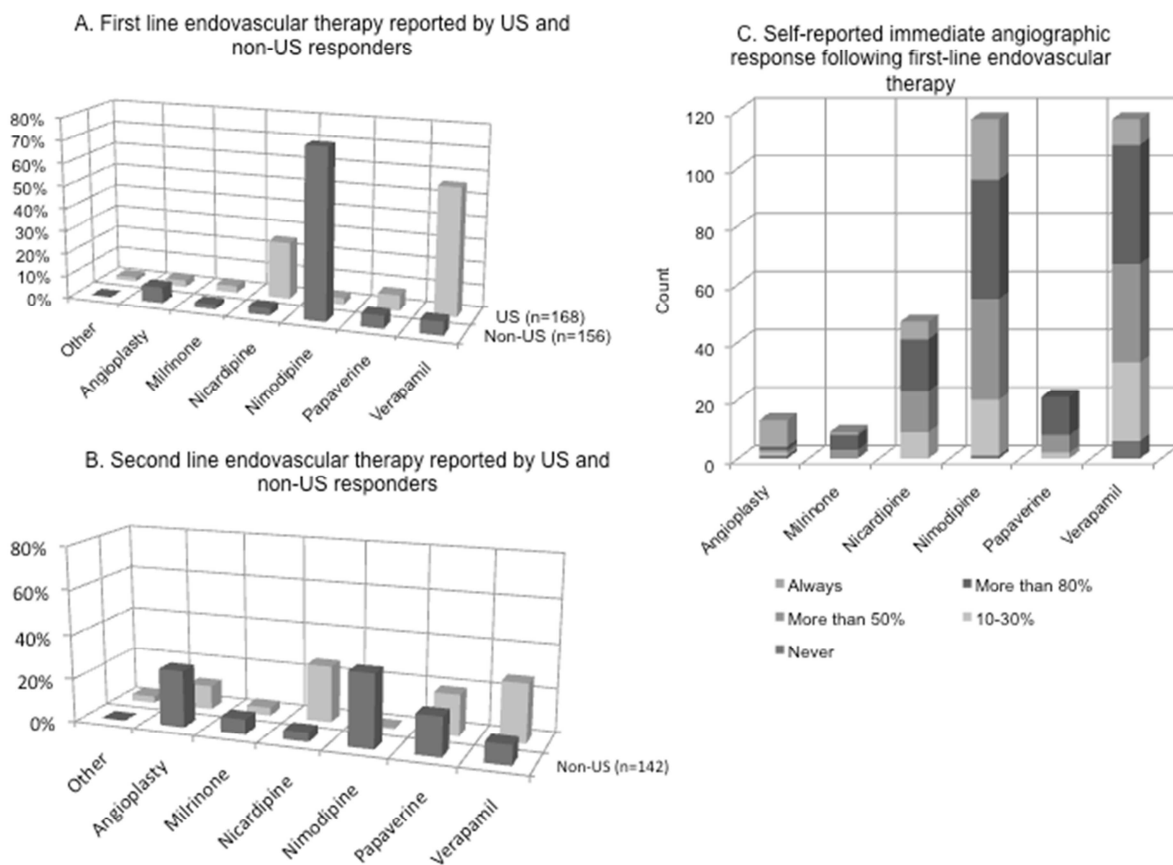 A. First line endovascular therapy reported by US and
non-US responders
80%
70%
60%
50%
40%
30%
20%
10%
0%
US (n=168)
Non-US (n=156)
Other
Angioplasty
Milrinone
Nicardipine
Nimodipine
Papaverine
Verapamil
B. Second line endovascular therapy reported by US and
non-US responders
80%
60%
40%
20%
0%
Non-US (n=142)
Other
Angioplasty
Milrinone
Nicardipine
Nimodipine
Papaverine
Verapamil
C. Self-reported immediate angiographic
response following first-line endovascular
therapy
Count
120
100
80
60
40
20
0
Angioplasty
Milrinone
Nicardipine
Nimodipine
Papaverine
Verapamil
Always
More than 80%
More than 50%
10-30%
Never